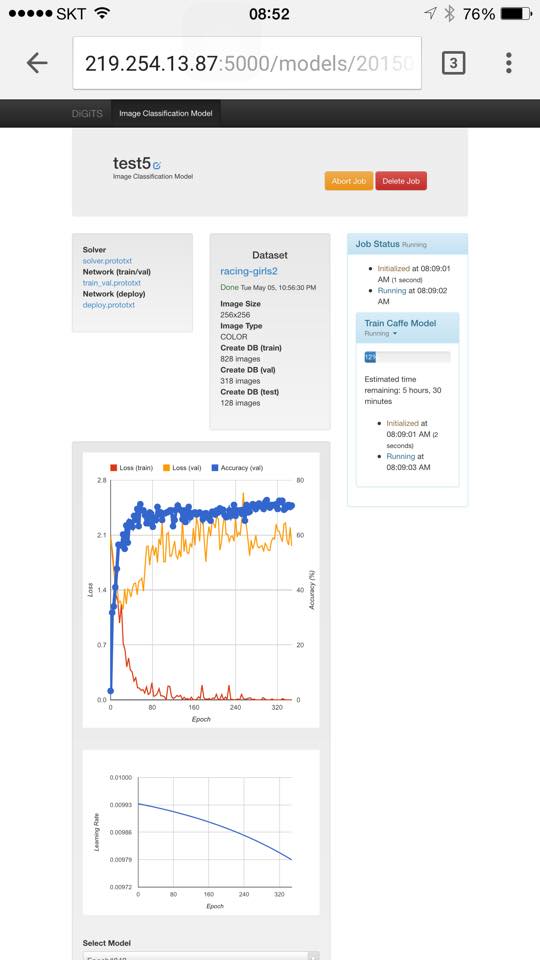 SKT 08:52 76%
219.254.13.87:5000/models/20150 3
DIGITS Image Classification Model
test5
Image Classification Model
Abort Job Delete Job
Solver
solver.prototxt
Network (train/val)
train_val.prototxt
Network (deploy)
deploy.prototxt
Dataset
racing-girls2
Done Tue May 05, 10:56:30 PM
Image Size
256x256
Image Type
COLOR
Create DB (train)
828 images
Create DB (val)
318 images
Create DB (test)
128 images
Job Status Running
Initialized at 08:09:01
AM (1 second)
Running at 08:09:02
AM
Train Caffe Model
Running
12%
Estimated time
remaining: 5 hours, 30
minutes
Initialized at
08:09:01 AM (2
seconds)
Running at
08:09:03 AM
Loss (train) Loss (val) Accuracy (val)
2.8 80
2.1 60
Loss
1.4 40
Accuracy (%)
0.7 20
0.0 0
0 80 160 240 320
Epoch
0.01000
0.00993
Learning Rate
0.00986
0.00979
0.00972
0 80 160 240 320
Epoch
Select Model